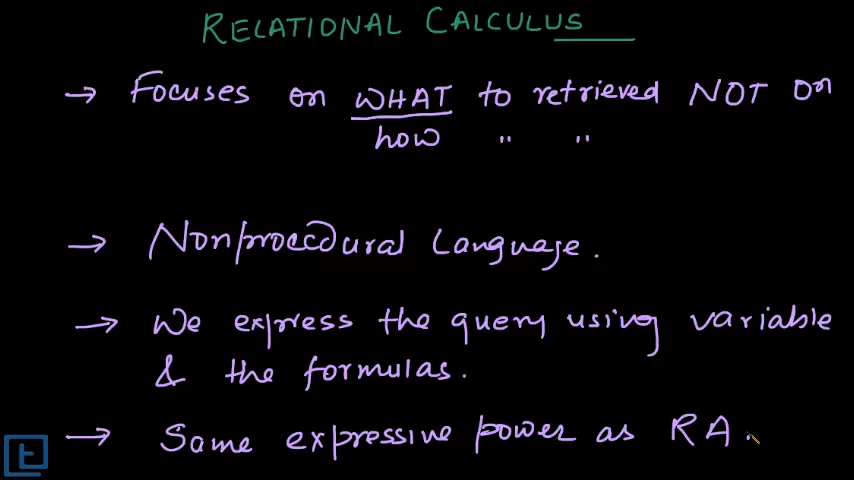 RELATIONAL CALCULUS
→ Focuses on WHAT to retrieved NOT on
how " "
→ Nonprocedural Language.
→ We express the query using variable
& the formulas.
→ Same expressive power as RA.
t